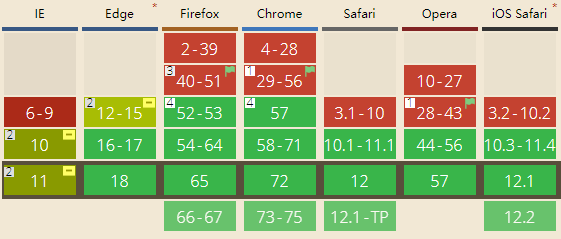 IE Edge * Firefox Chrome Safari Opera iOS Safari *
2-39 4-28
3 40-51 1 29-56 10-27
6-9 2 12-15 4 52-53 4 57 3.1-10 1 28-43 3.2-10.2
2 10 16-17 54-64 58-71 10.1-11.1 44-56 10.3-11.4
2 11 18 65 72 12 57 12.1
66-67 73-75 12.1-TP 12.2